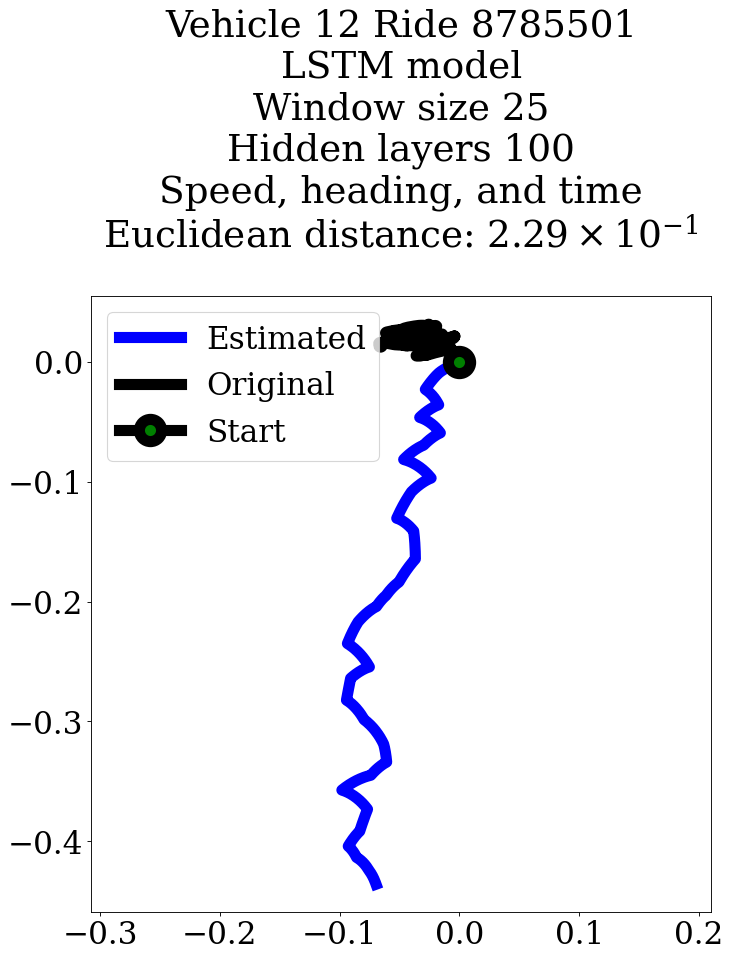 Vehicle 12 Ride 8785501
LSTM model
Window size 25
Hidden layers 100
Speed, heading, and time
Euclidean distance: 2.29 × 10⁻¹
Estimated
Original
Start
0.0
−0.1
−0.2
−0.3
−0.4
−0.3 −0.2 −0.1 0.0 0.1 0.2